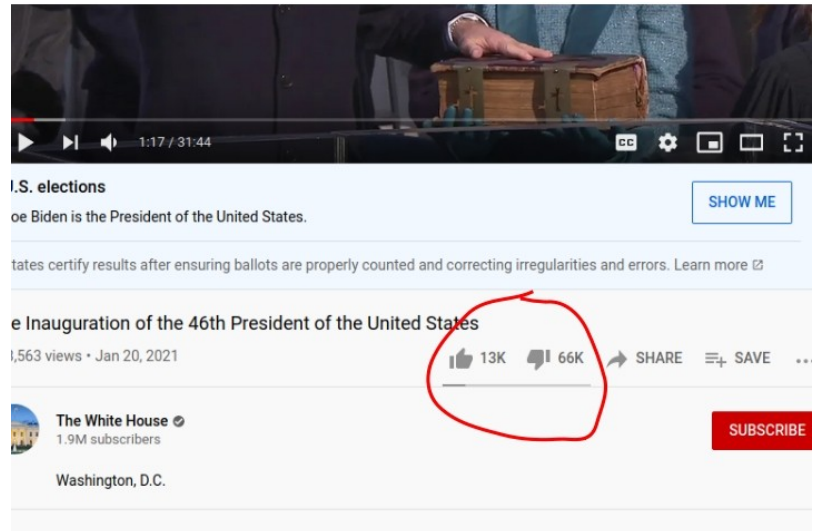 1:17 / 31:44
CC
.S. elections
oe Biden is the President of the United States.
SHOW ME
tates certify results after ensuring ballots are properly counted and correcting irregularities and errors. Learn more
e Inauguration of the 46th President of the United States
,563 views • Jan 20, 2021
13K 66K SHARE SAVE ...
The White House
1.9M subscribers
SUBSCRIBE
Washington, D.C.